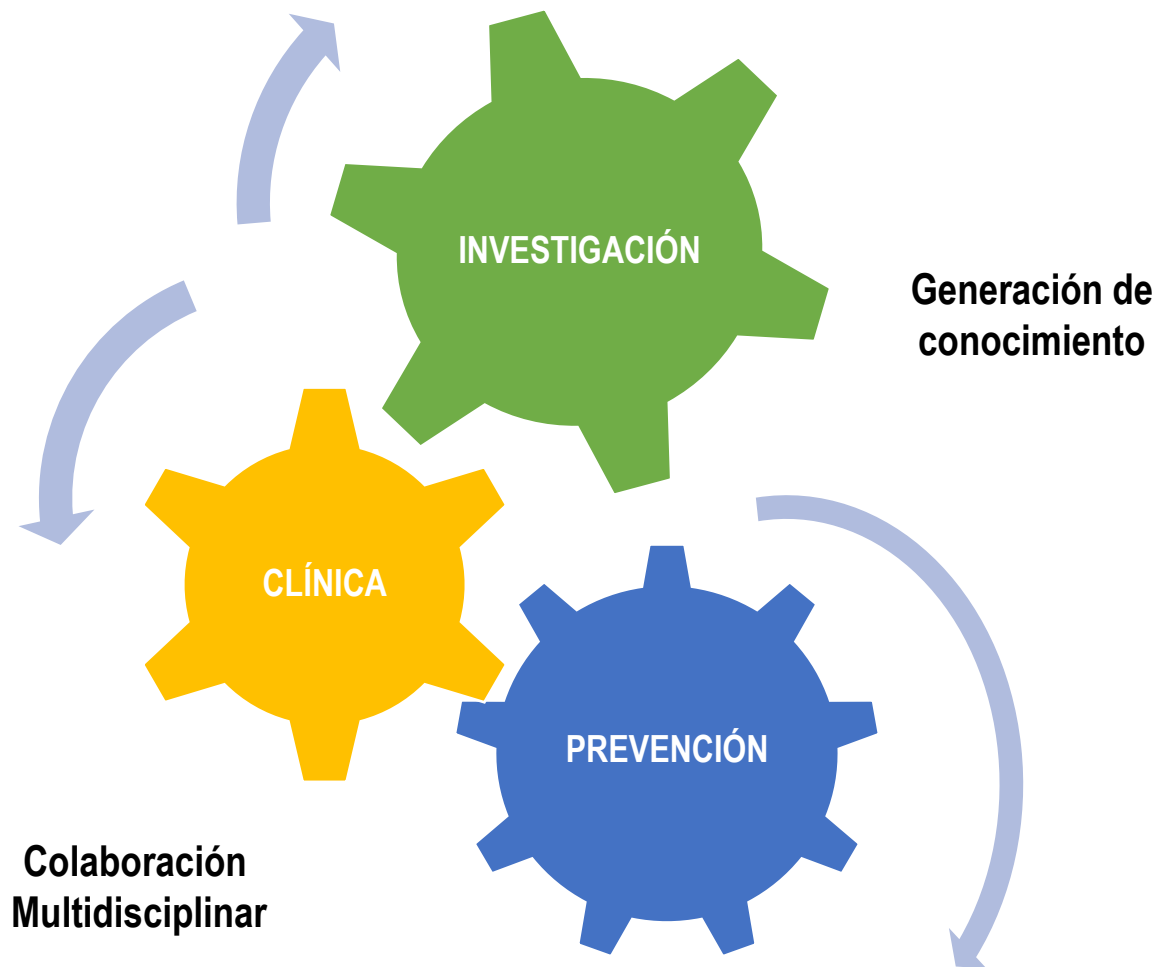 INVESTIGACIÓN
Generación de
conocimiento
CLÍNICA
PREVENCIÓN
Colaboración
Multidisciplinar